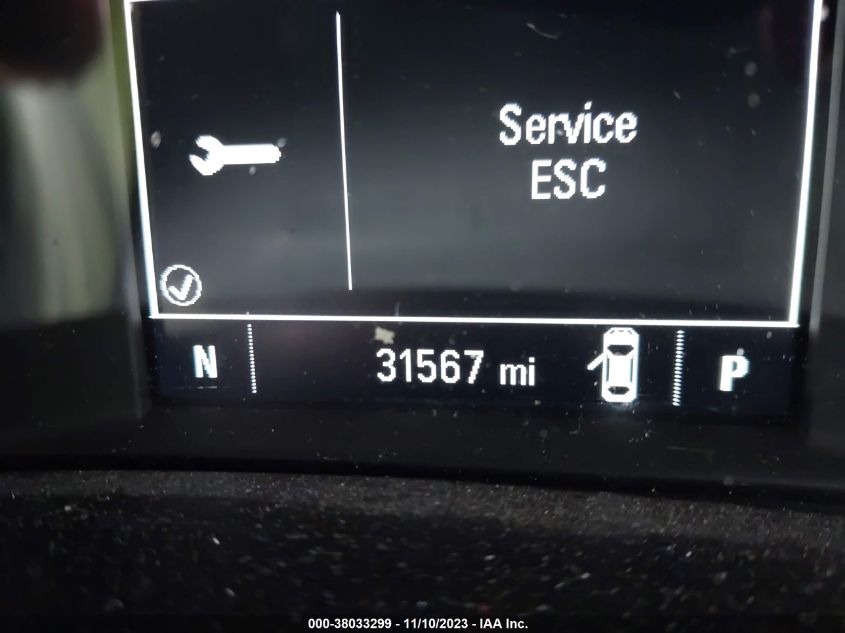 Service
ESC
N 31567 mi P
000-38033299 - 11/10/2023 - IAA Inc.